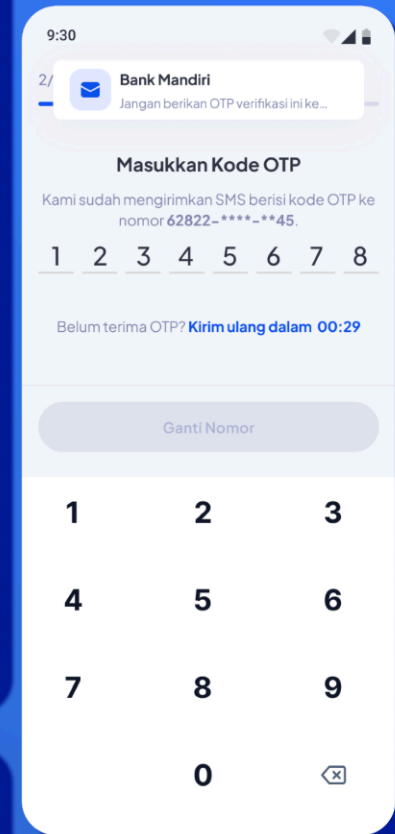 9:30
2/
Bank Mandiri
Jangan berikan OTP verifikasi ini ke...
Masukkan Kode OTP
Kami sudah mengirimkan SMS berisi kode OTP ke
nomor 62822-****-**45.
1 2 3 4 5 6 7 8
Belum terima OTP? Kirim ulang dalam 00:29
Ganti Nomor
1 2 3
4 5 6
7 8 9
0